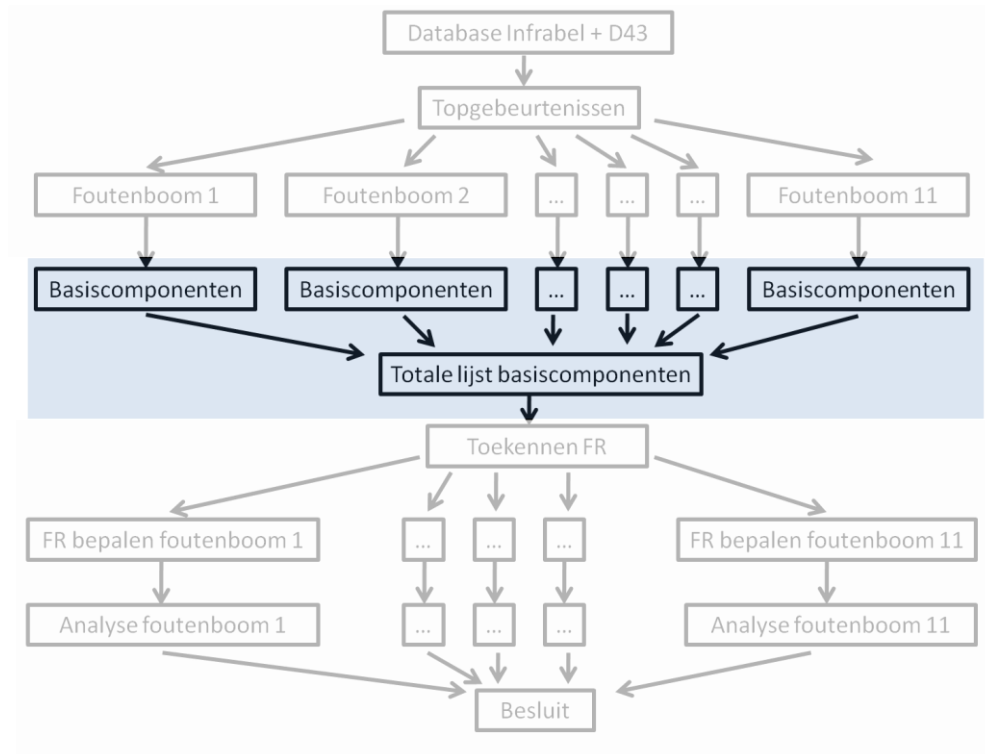 Database Infrabel + D43
Topgebeurtenissen
Foutenboom 1 Foutenboom 2 ... ... ... Foutenboom 11
Basiscomponenten Basiscomponenten ... ... ... Basiscomponenten
Totale lijst basiscomponenten
Toekennen FR
FR bepalen foutenboom 1 ... ... ... FR bepalen foutenboom 11
Analyse foutenboom 1 ... ... ... Analyse foutenboom 11
Besluit